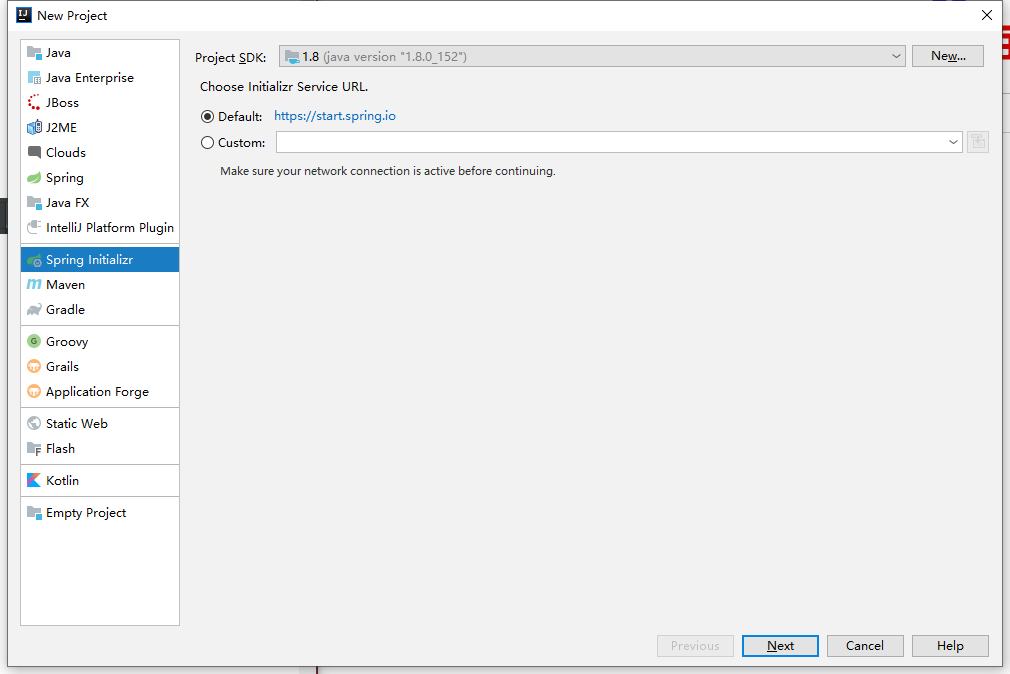 New Project
Java
Java Enterprise
JBoss
J2ME
Clouds
Spring
Java FX
IntelliJ Platform Plugin
Spring Initializr
Maven
Gradle
Groovy
Grails
Application Forge
Static Web
Flash
Kotlin
Empty Project
Project SDK: 1.8 (java version "1.8.0_152") New...
Choose Initializr Service URL.
Default: https://start.spring.io
Custom:
Make sure your network connection is active before continuing.
Previous Next Cancel Help